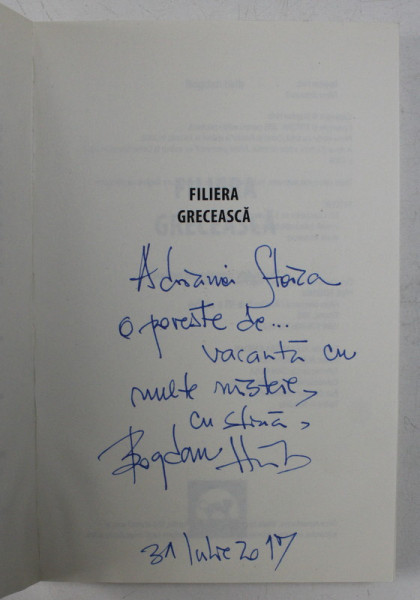 FILIERA
GRECEASCĂ
Adrianei Stoica
o poveste de...
vacanță cu
multe mistere,
cu stimă,
Bogdan Hrib
31 Iulie 2017